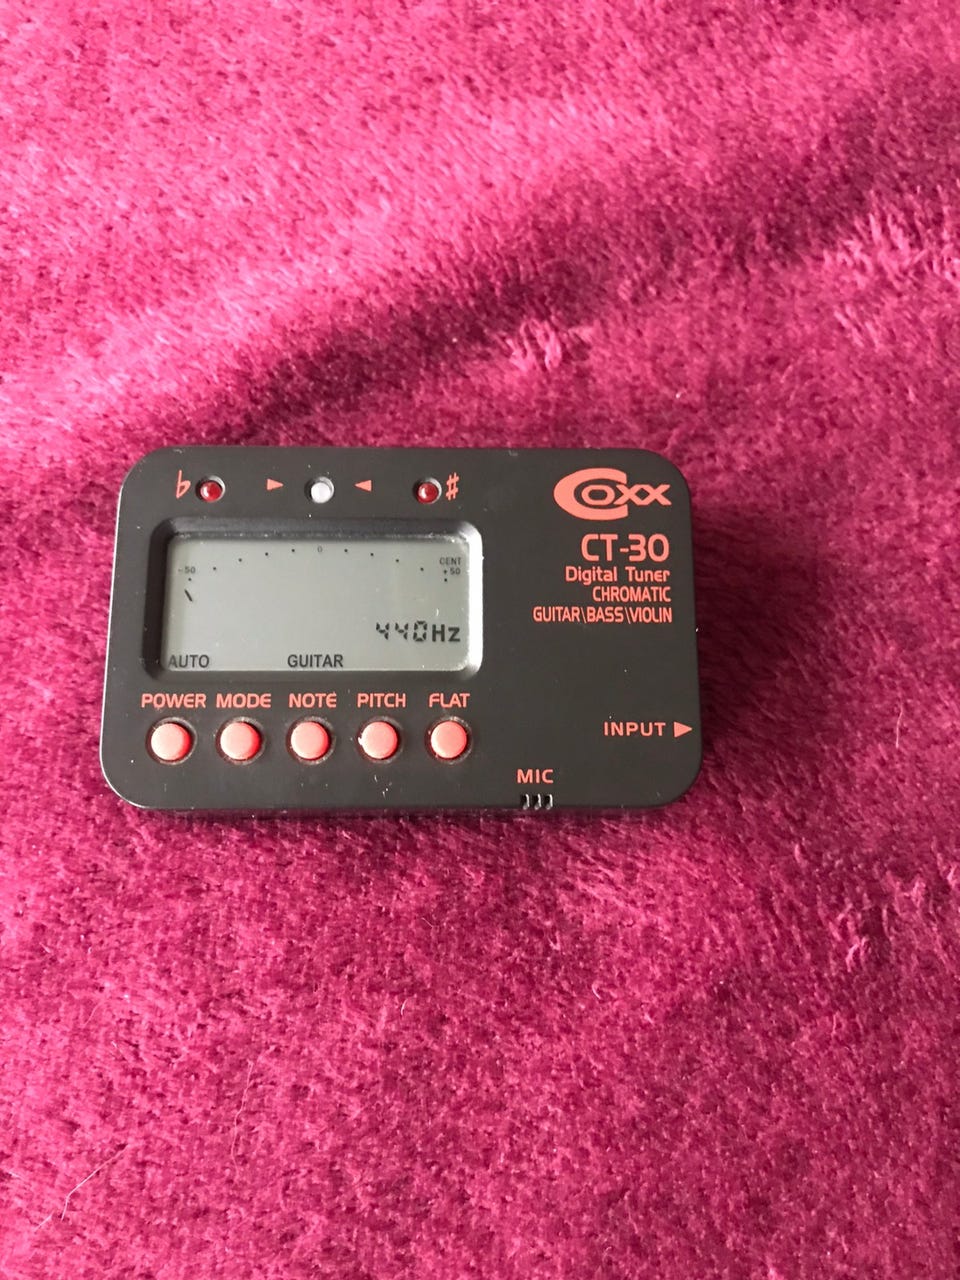 ♭ ► ◄ ♯
COXX
CT-30
Digital Tuner
CHROMATIC
GUITAR\BASS\VIOLIN
0
CENT
-50 +50
440Hz
AUTO GUITAR
POWER MODE NOTE PITCH FLAT
INPUT ►
MIC